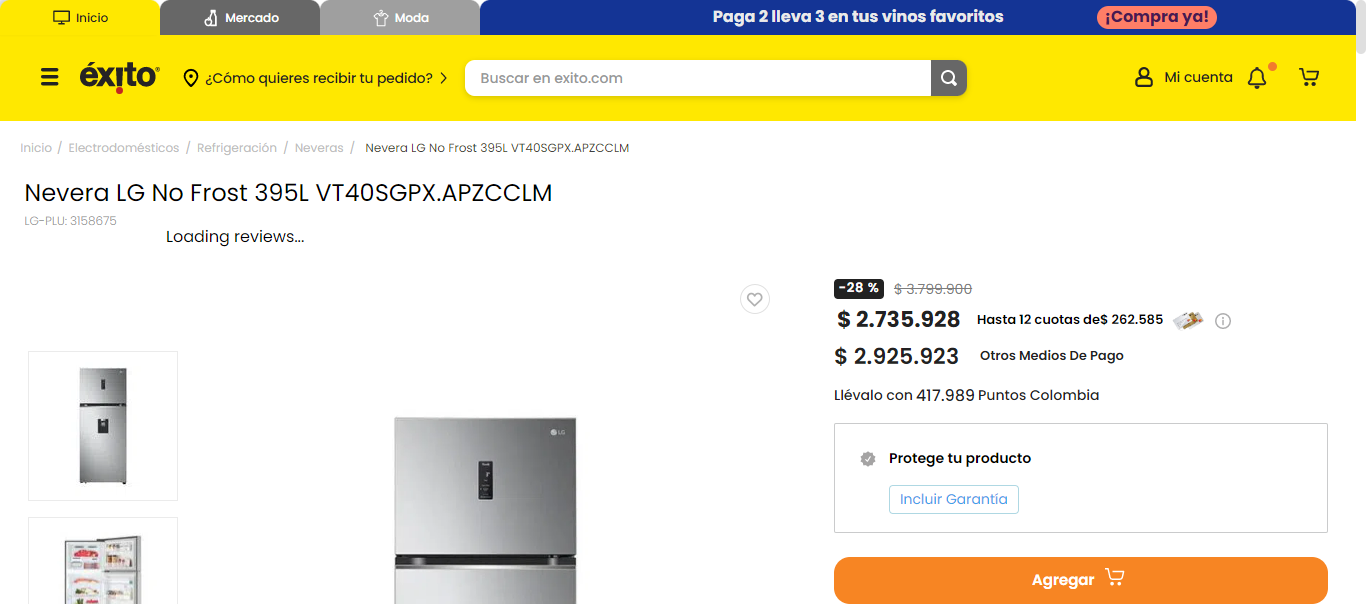 Inicio
Mercado
Moda
Paga 2 lleva 3 en tus vinos favoritos
¡Compra ya!
éxito
¿Cómo quieres recibir tu pedido?
Buscar en exito.com
Mi cuenta
Inicio / Electrodomésticos / Refrigeración / Neveras / Nevera LG No Frost 395L VT40SGPX.APZCCLM
Nevera LG No Frost 395L VT40SGPX.APZCCLM
LG-PLU: 3158675
Loading reviews...
-28 % $ 3.799.900
$ 2.735.928 Hasta 12 cuotas de$ 262.585
$ 2.925.923 Otros Medios De Pago
Llévalo con 417.989 Puntos Colombia
Protege tu producto
Incluir Garantía
LG
Agregar